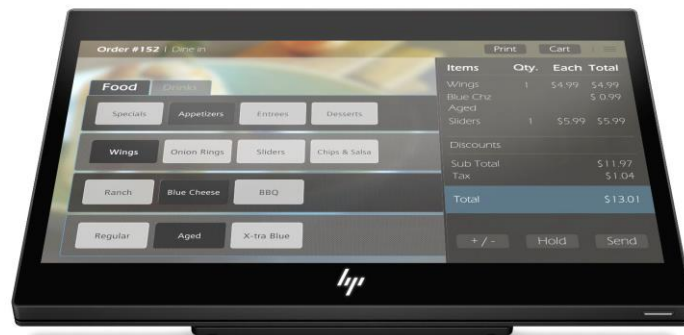 Order #152 | Dine in
Print Cart
Food Drinks
Specials Appetizers Entrees Desserts
Wings Onion Rings Sliders Chips & Salsa
Ranch Blue Cheese BBQ
Regular Aged X-tra Blue
Items Qty. Each Total
Wings 1 $4.99 $4.99
Blue Chz $ 0.99
Aged
Sliders 1 $5.99 $5.99
Discounts
Sub Total $11.97
Tax $1.04
Total $13.01
+ / - Hold Send
hp